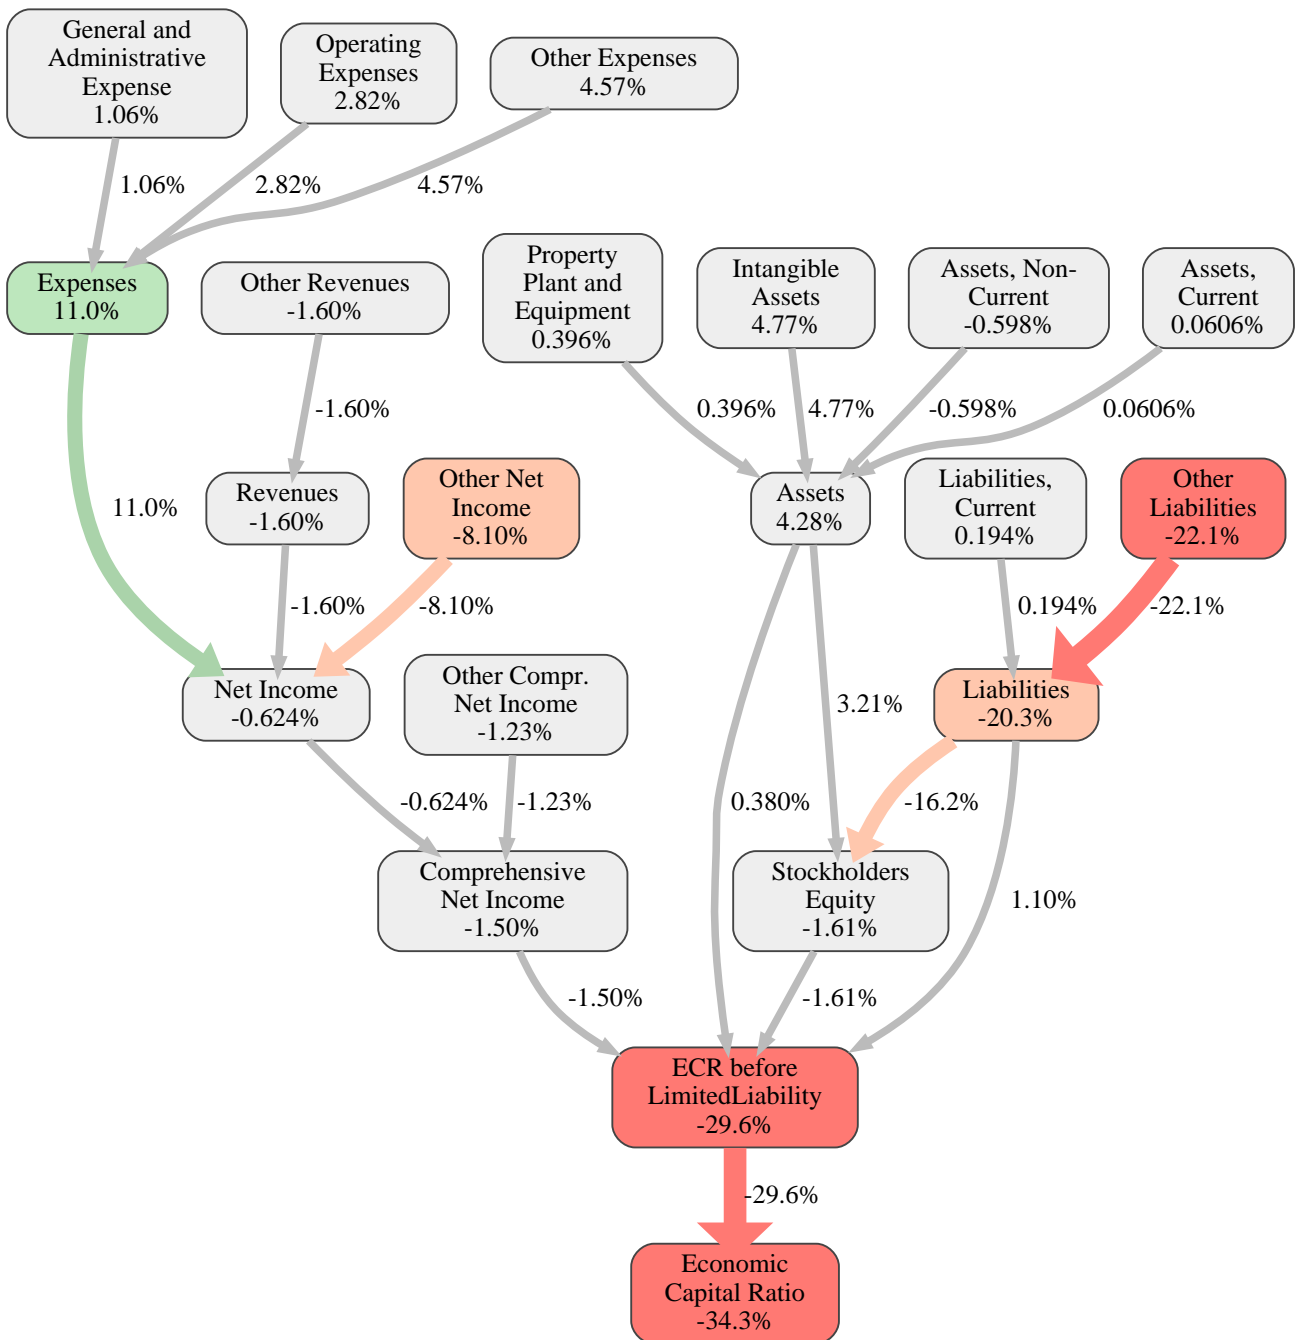 General and
Administrative
Expense
1.06%
Operating
Expenses
2.82%
Other Expenses
4.57%
1.06%
2.82%
4.57%
Expenses
11.0%
Other Revenues
-1.60%
Property
Plant and
Equipment
0.396%
Intangible
Assets
4.77%
Assets, Non-
Current
-0.598%
Assets,
Current
0.0606%
-1.60%
0.396%
4.77%
-0.598%
0.0606%
11.0%
Revenues
-1.60%
Other Net
Income
-8.10%
Assets
4.28%
Liabilities,
Current
0.194%
Other
Liabilities
-22.1%
-1.60%
-8.10%
0.194%
-22.1%
Net Income
-0.624%
Other Compr.
Net Income
-1.23%
3.21%
Liabilities
-20.3%
-0.624%
-1.23%
0.380%
-16.2%
Comprehensive
Net Income
-1.50%
Stockholders
Equity
-1.61%
1.10%
-1.50%
-1.61%
ECR before
LimitedLiability
-29.6%
-29.6%
Economic
Capital Ratio
-34.3%